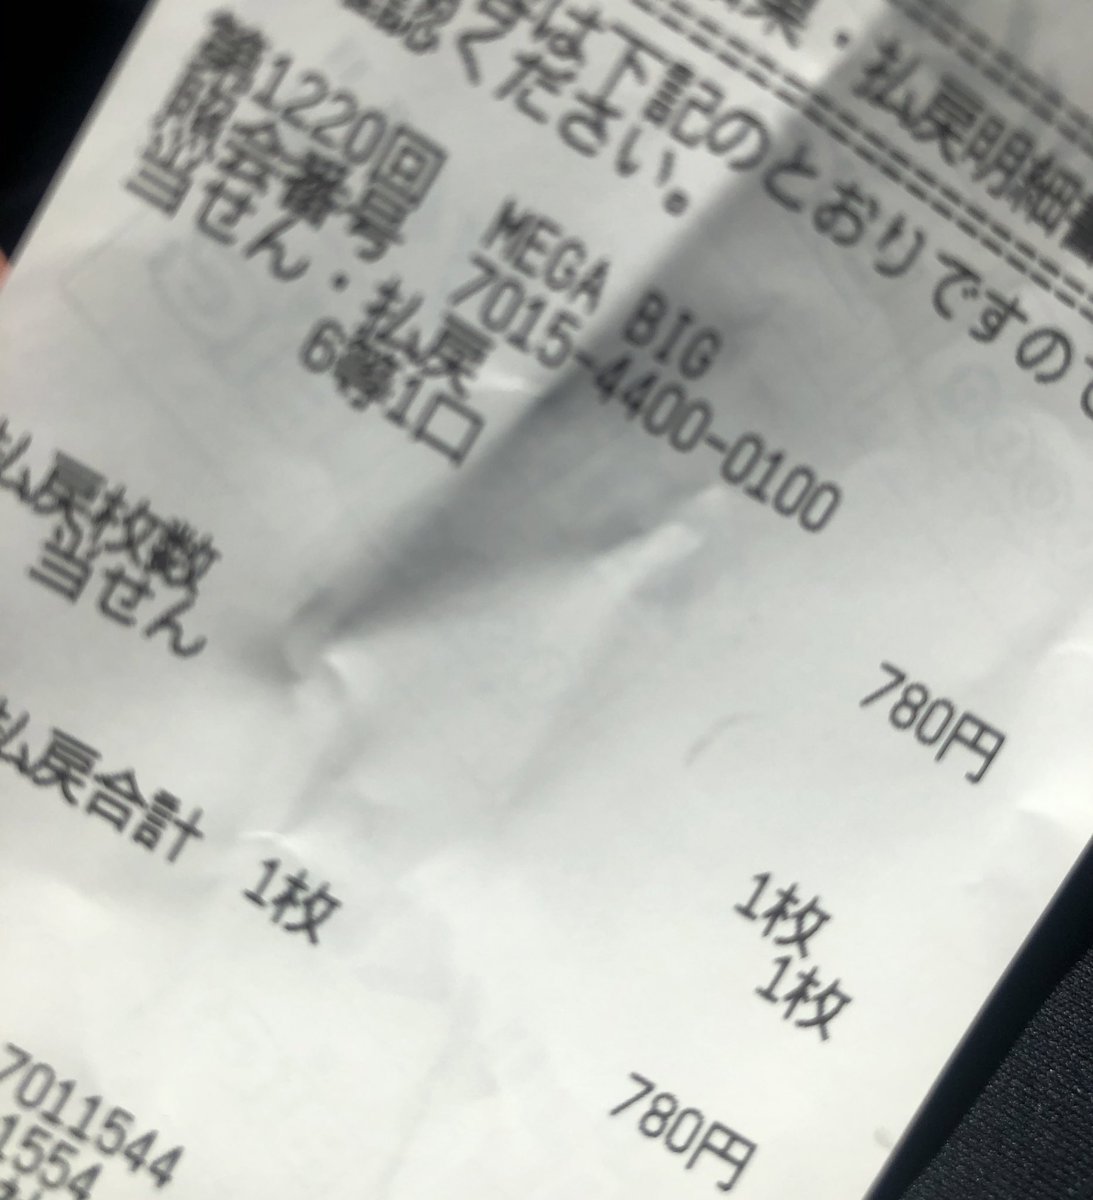 果・払戻明細
は下記のとおりですので
認ください。
第1220回 MEGA BIG
照会番号 7015-4400-0100
当せん・払戻
6等1口 780円
払戻枚数 1枚
当せん 1枚
払戻合計 1枚 780円
7011544
1554